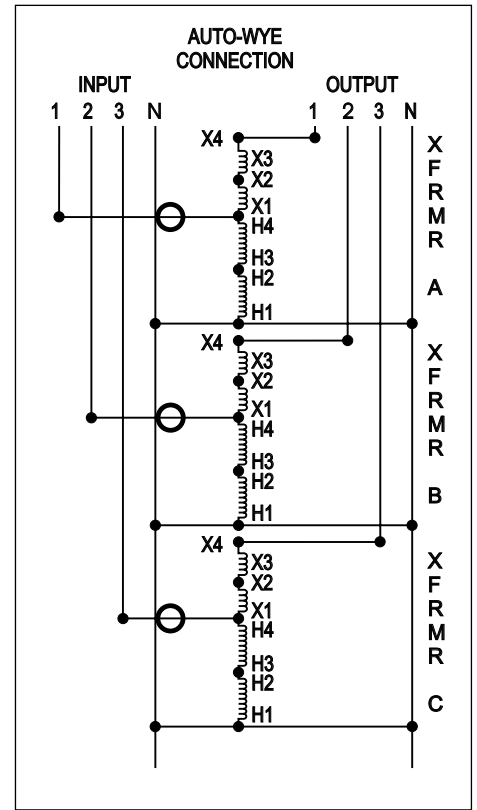 AUTO-WYE
CONNECTION
INPUT OUTPUT
1 2 3 N 1 2 3 N
X4
X3
X2
X1
H4
H3
H2
H1
X
F
R
M
R
A
X4
X3
X2
X1
H4
H3
H2
H1
X
F
R
M
R
B
X4
X3
X2
X1
H4
H3
H2
H1
X
F
R
M
R
C